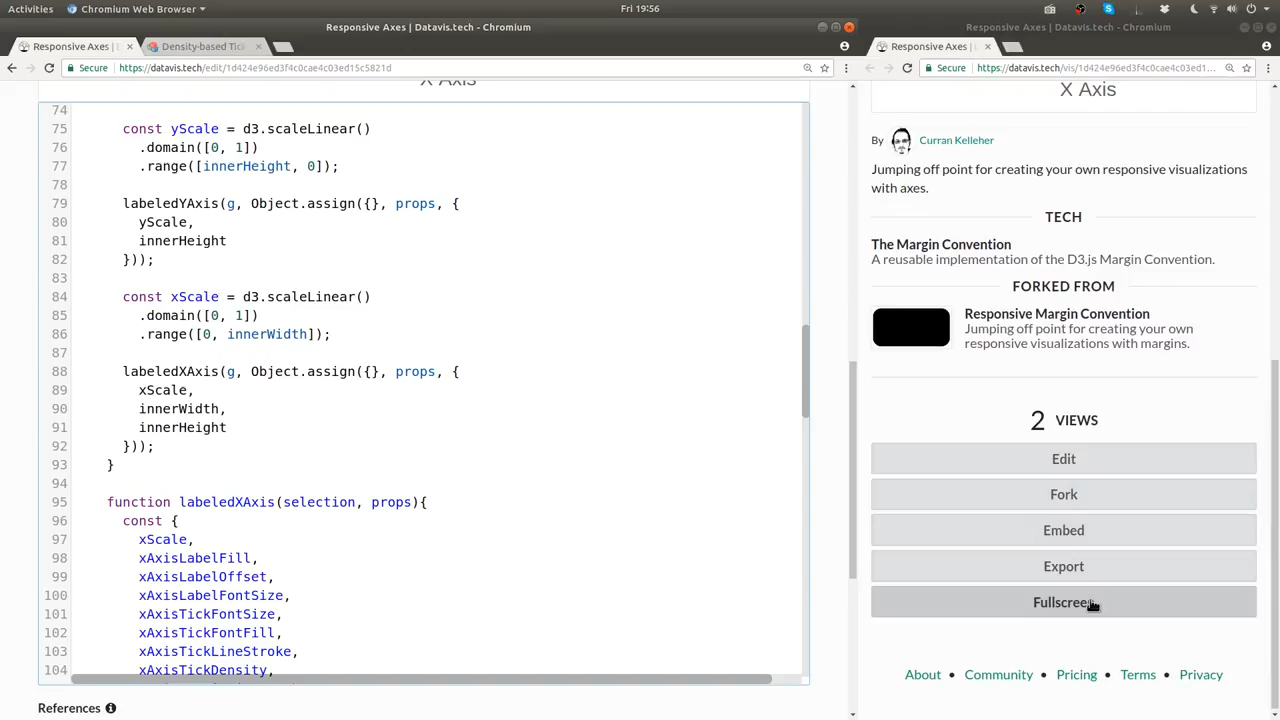 Activities Chromium Web Browser Fri 19:56
Responsive Axes | Datavis.tech - Chromium
Responsive Axes | Datavis.tech - Chromium
Responsive Axes | E
Density-based Tick
Responsive Axes |
Secure https://datavis.tech/edit/1d424e96ed3f4c0cae4c03ed15c5821d
Secure https://datavis.tech/vis/1d424e96ed3f4c0cae4c03ed1...
X Axis
74
75 const yScale = d3.scaleLinear()
76 .domain([0, 1])
77 .range([innerHeight, 0]);
78
79 labeledYAxis(g, Object.assign({}, props, {
80 yScale,
81 innerHeight
82 }));
83
84 const xScale = d3.scaleLinear()
85 .domain([0, 1])
86 .range([0, innerWidth]);
87
88 labeledXAxis(g, Object.assign({}, props, {
89 xScale,
90 innerWidth,
91 innerHeight
92 }));
93 }
94
95 function labeledXAxis(selection, props){
96 const {
97 xScale,
98 xAxisLabelFill,
99 xAxisLabelOffset,
100 xAxisLabelFontSize,
101 xAxisTickFontSize,
102 xAxisTickFontFill,
103 xAxisTickLineStroke,
104 xAxisTickDensity,
References
X Axis
By Curran Kelleher
Jumping off point for creating your own responsive visualizations
with axes.
TECH
The Margin Convention
A reusable implementation of the D3.js Margin Convention.
FORKED FROM
Responsive Margin Convention
Jumping off point for creating your own
responsive visualizations with margins.
2 VIEWS
Edit
Fork
Embed
Export
Fullscreen
About • Community • Pricing • Terms • Privacy